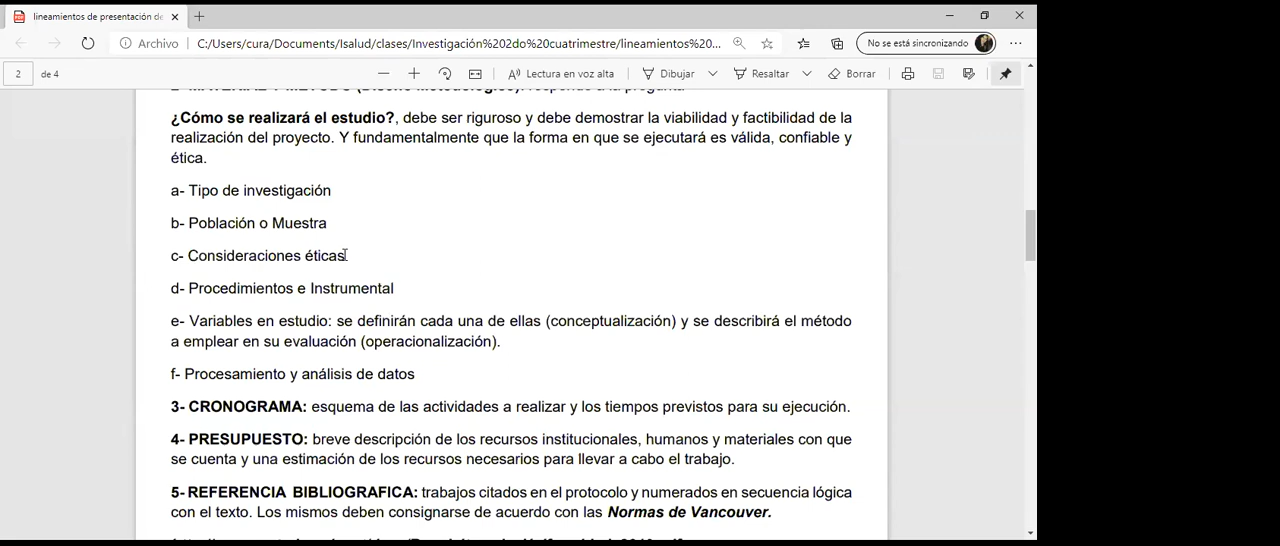 lineamientos de presentación de
Archivo C:/Users/cura/Documents/Isalud/clases/Investigación%202do%20cuatrimestre/lineamientos%20... No se está sincronizando
2 de 4 Lectura en voz alta Dibujar Resaltar Borrar
2- MATERIAL Y MÉTODO (Diseño metodológico): responde a la pregunta
¿Cómo se realizará el estudio?, debe ser riguroso y debe demostrar la viabilidad y factibilidad de la
realización del proyecto. Y fundamentalmente que la forma en que se ejecutará es válida, confiable y
ética.
a- Tipo de investigación
b- Población o Muestra
c- Consideraciones éticas
d- Procedimientos e Instrumental
e- Variables en estudio: se definirán cada una de ellas (conceptualización) y se describirá el método
a emplear en su evaluación (operacionalización).
f- Procesamiento y análisis de datos
3- CRONOGRAMA: esquema de las actividades a realizar y los tiempos previstos para su ejecución.
4- PRESUPUESTO: breve descripción de los recursos institucionales, humanos y materiales con que
se cuenta y una estimación de los recursos necesarios para llevar a cabo el trabajo.
5- REFERENCIA BIBLIOGRAFICA: trabajos citados en el protocolo y numerados en secuencia lógica
con el texto. Los mismos deben consignarse de acuerdo con las Normas de Vancouver.